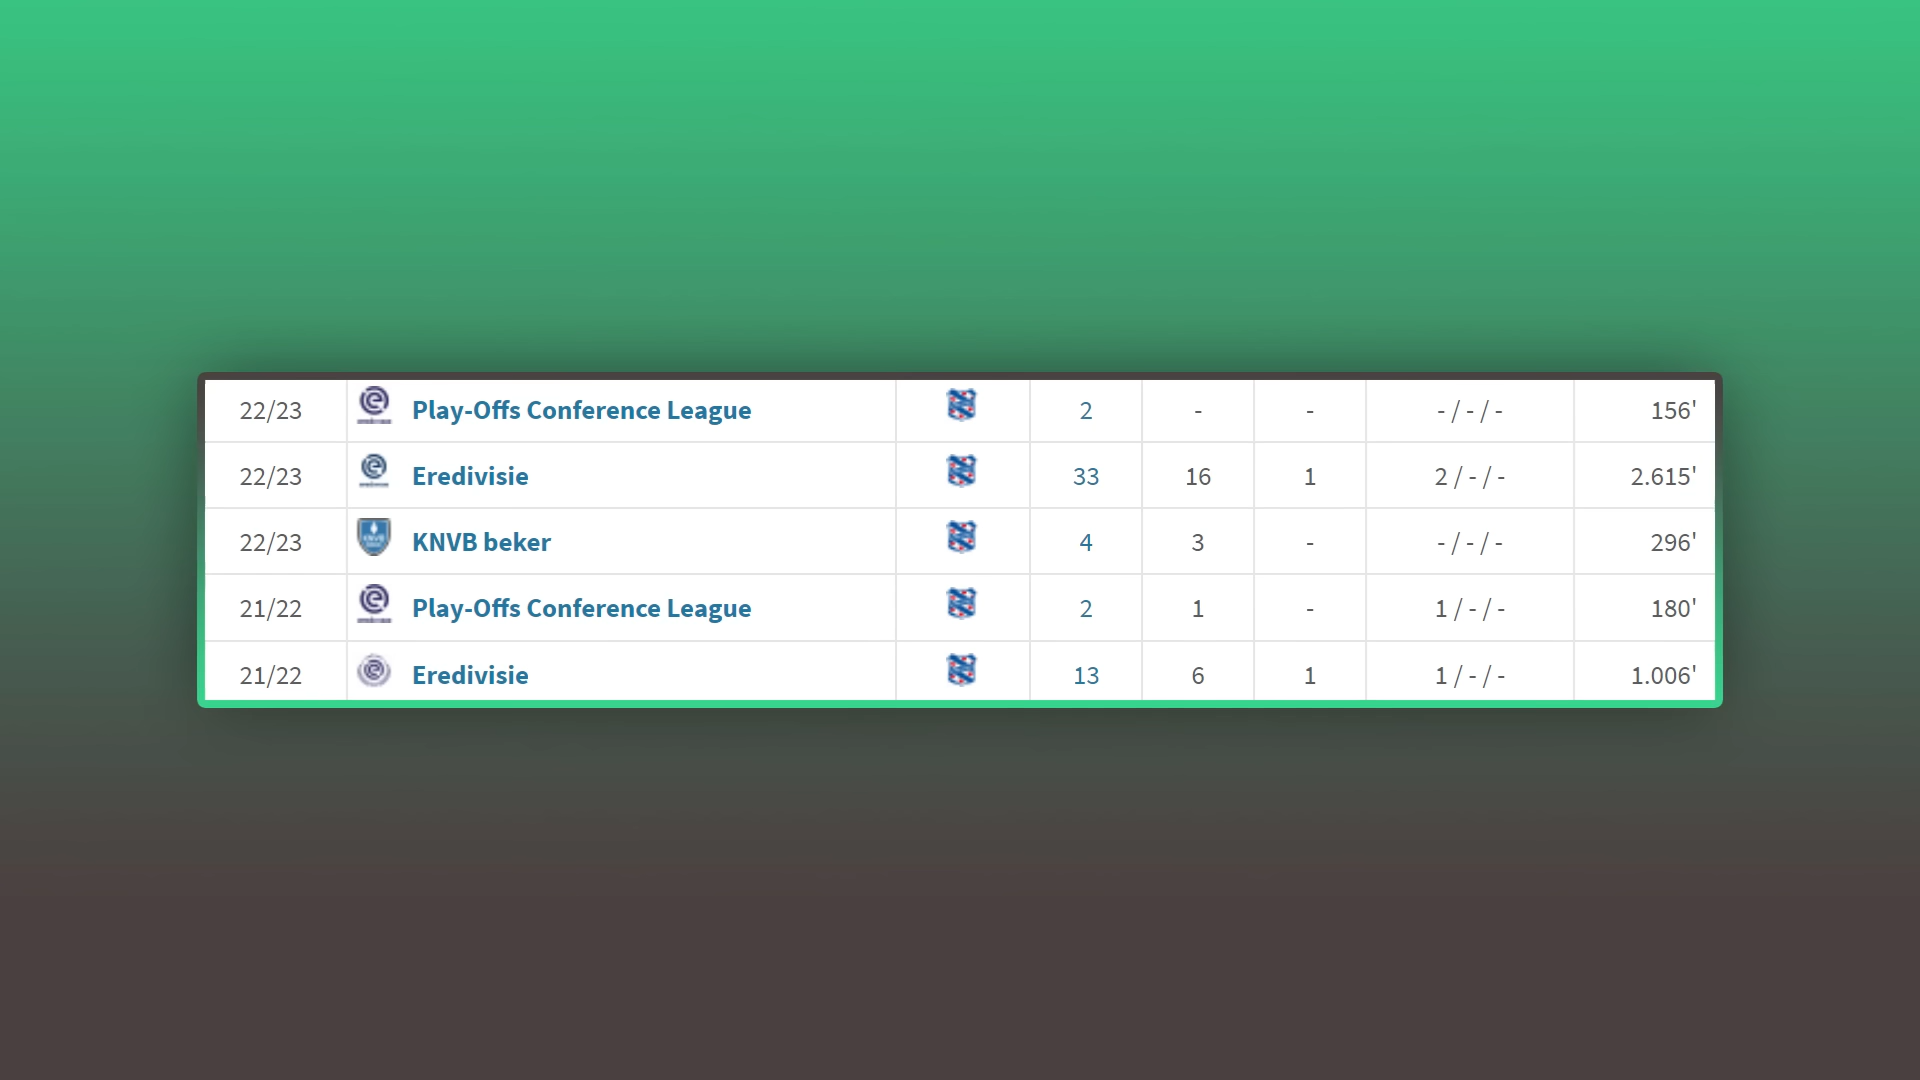 22/23 Play-Offs Conference League 2 - - - / - / - 156'
22/23 Eredivisie 33 16 1 2 / - / - 2.615'
22/23 KNVB beker 4 3 - - / - / - 296'
21/22 Play-Offs Conference League 2 1 - 1 / - / - 180'
21/22 Eredivisie 13 6 1 1 / - / - 1.006'